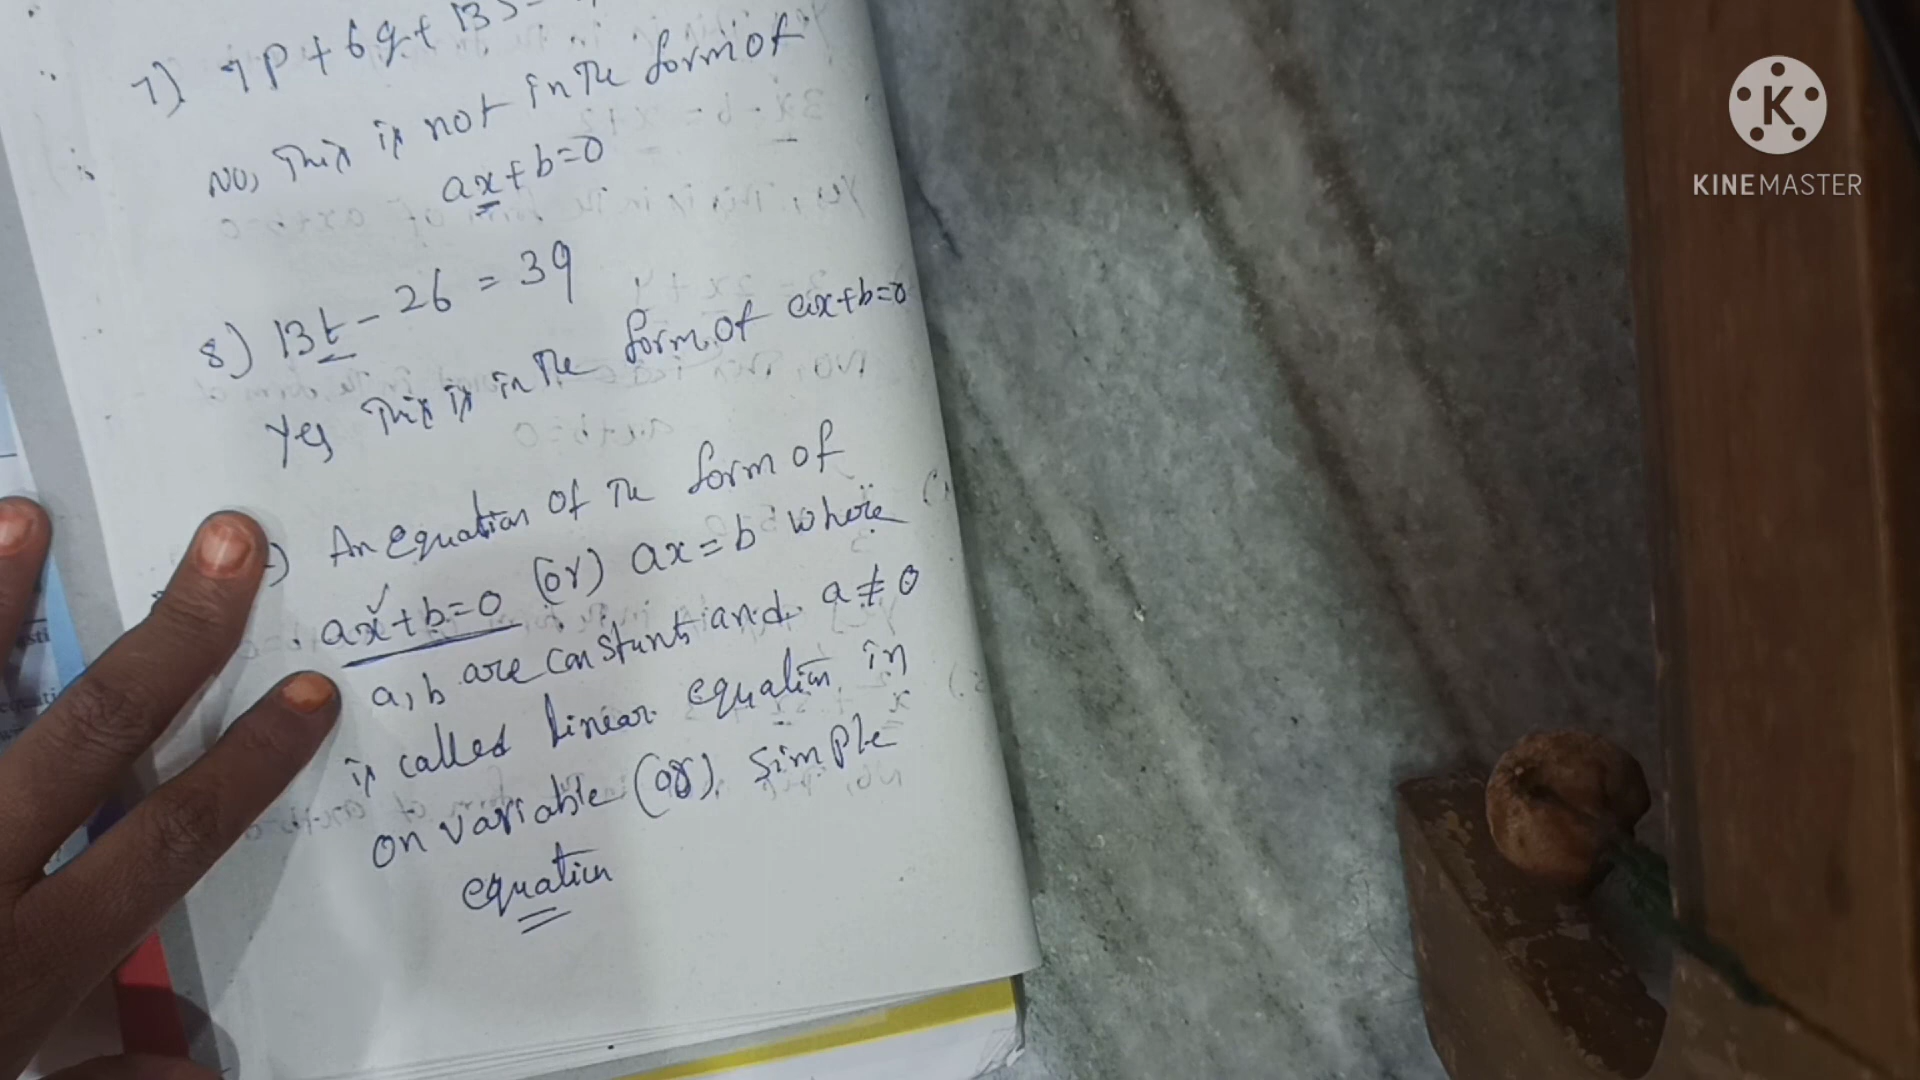 7) 7P + 6q + 13s
No, This is not in the form of
ax+b=0
8) 13t - 26 = 39
Yes This is in the form of ax+b=0
) An equation of the form of
ax+b=0 (or) ax=b where
a, b are constants and a ≠ 0
is called linear equation in
on variable (or) simple
equation
K
KINEMASTER